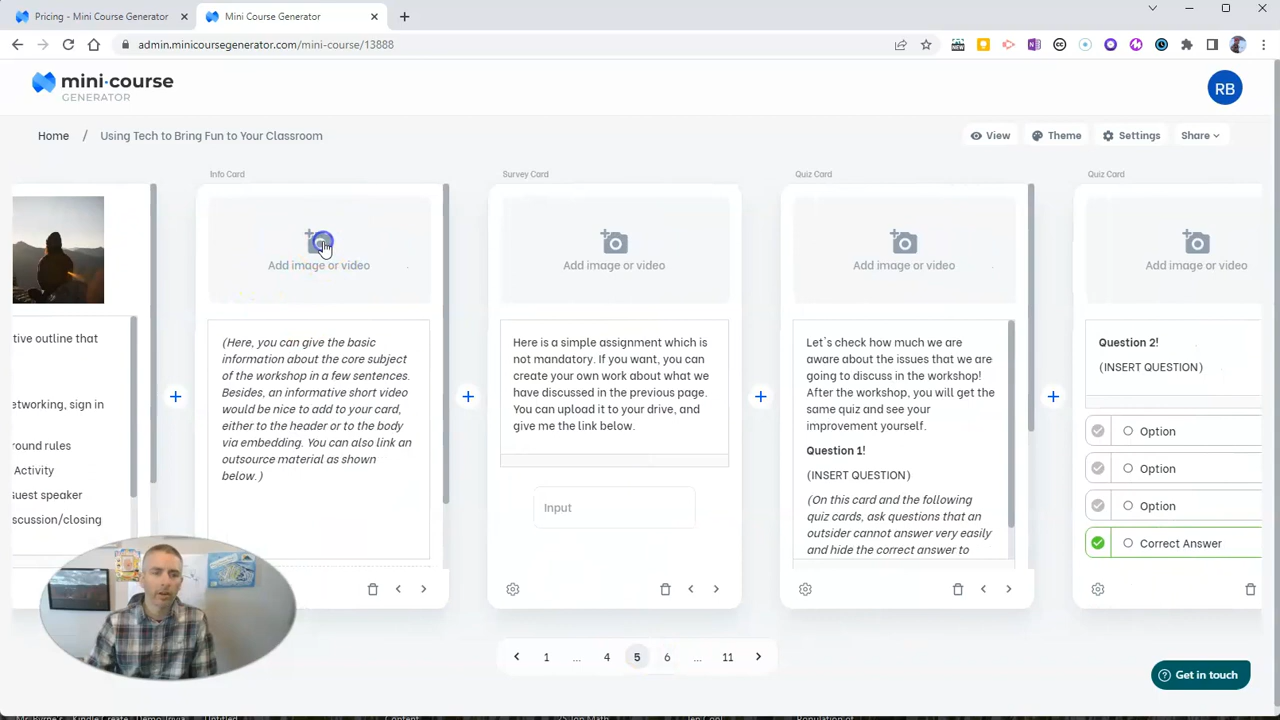 Pricing - Mini Course Generator
Mini Course Generator
admin.minicoursegenerator.com/mini-course/13888
NEW
mini·course
GENERATOR
RB
Home / Using Tech to Bring Fun to Your Classroom
View
Theme
Settings
Share
Info Card
Survey Card
Quiz Card
Quiz Card
Add image or video
Add image or video
Add image or video
Add image or video
tive outline that
etworking, sign in
round rules
Activity
uest speaker
scussion/closing
(Here, you can give the basic
information about the core subject
of the workshop in a few sentences.
Besides, an informative short video
would be nice to add to your card,
either to the header or to the body
via embedding. You can also link an
outsource material as shown
below.)
Here is a simple assignment which is
not mandatory. If you want, you can
create your own work about what we
have discussed in the previous page.
You can upload it to your drive, and
give me the link below.
Input
Let's check how much we are
aware about the issues that we are
going to discuss in the workshop!
After the workshop, you will get the
same quiz and see your
improvement yourself.
Question 1!
(INSERT QUESTION)
(On this card and the following
quiz cards, ask questions that an
outsider cannot answer very easily
and hide the correct answer to
Question 2!
(INSERT QUESTION)
Option
Option
Option
Correct Answer
1 ... 4 5 6 ... 11
Get in touch